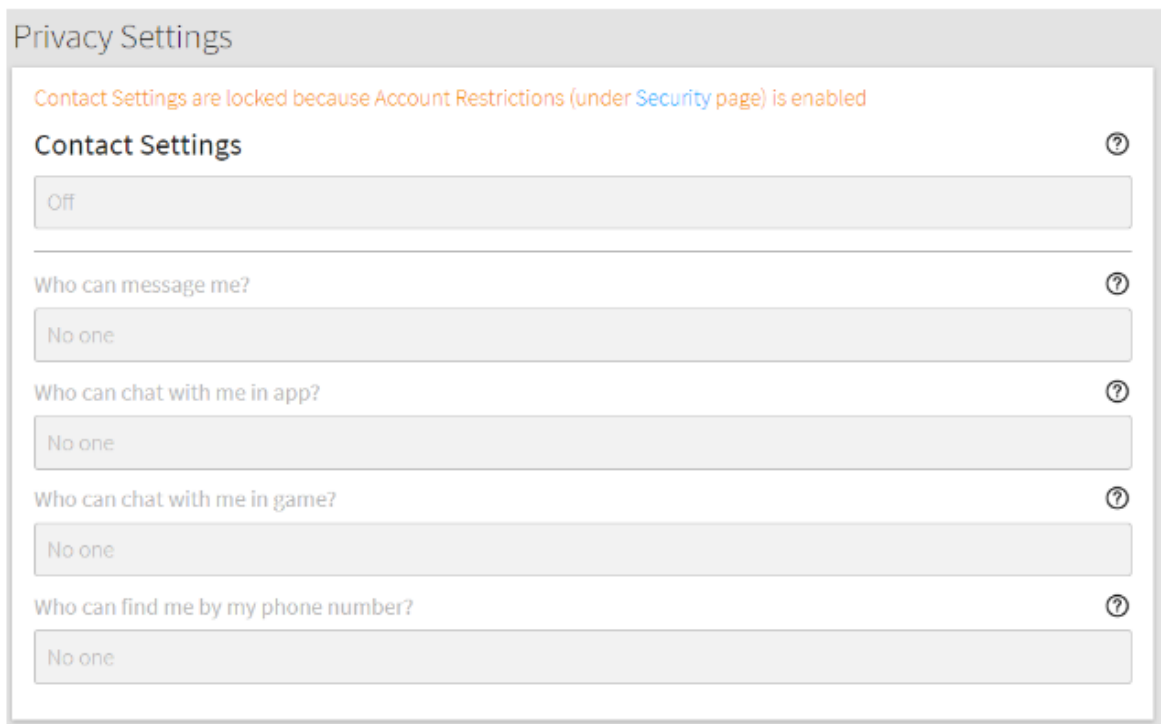 Privacy Settings
Contact Settings are locked because Account Restrictions (under Security page) is enabled
Contact Settings
Off
Who can message me?
No one
Who can chat with me in app?
No one
Who can chat with me in game?
No one
Who can find me by my phone number?
No one